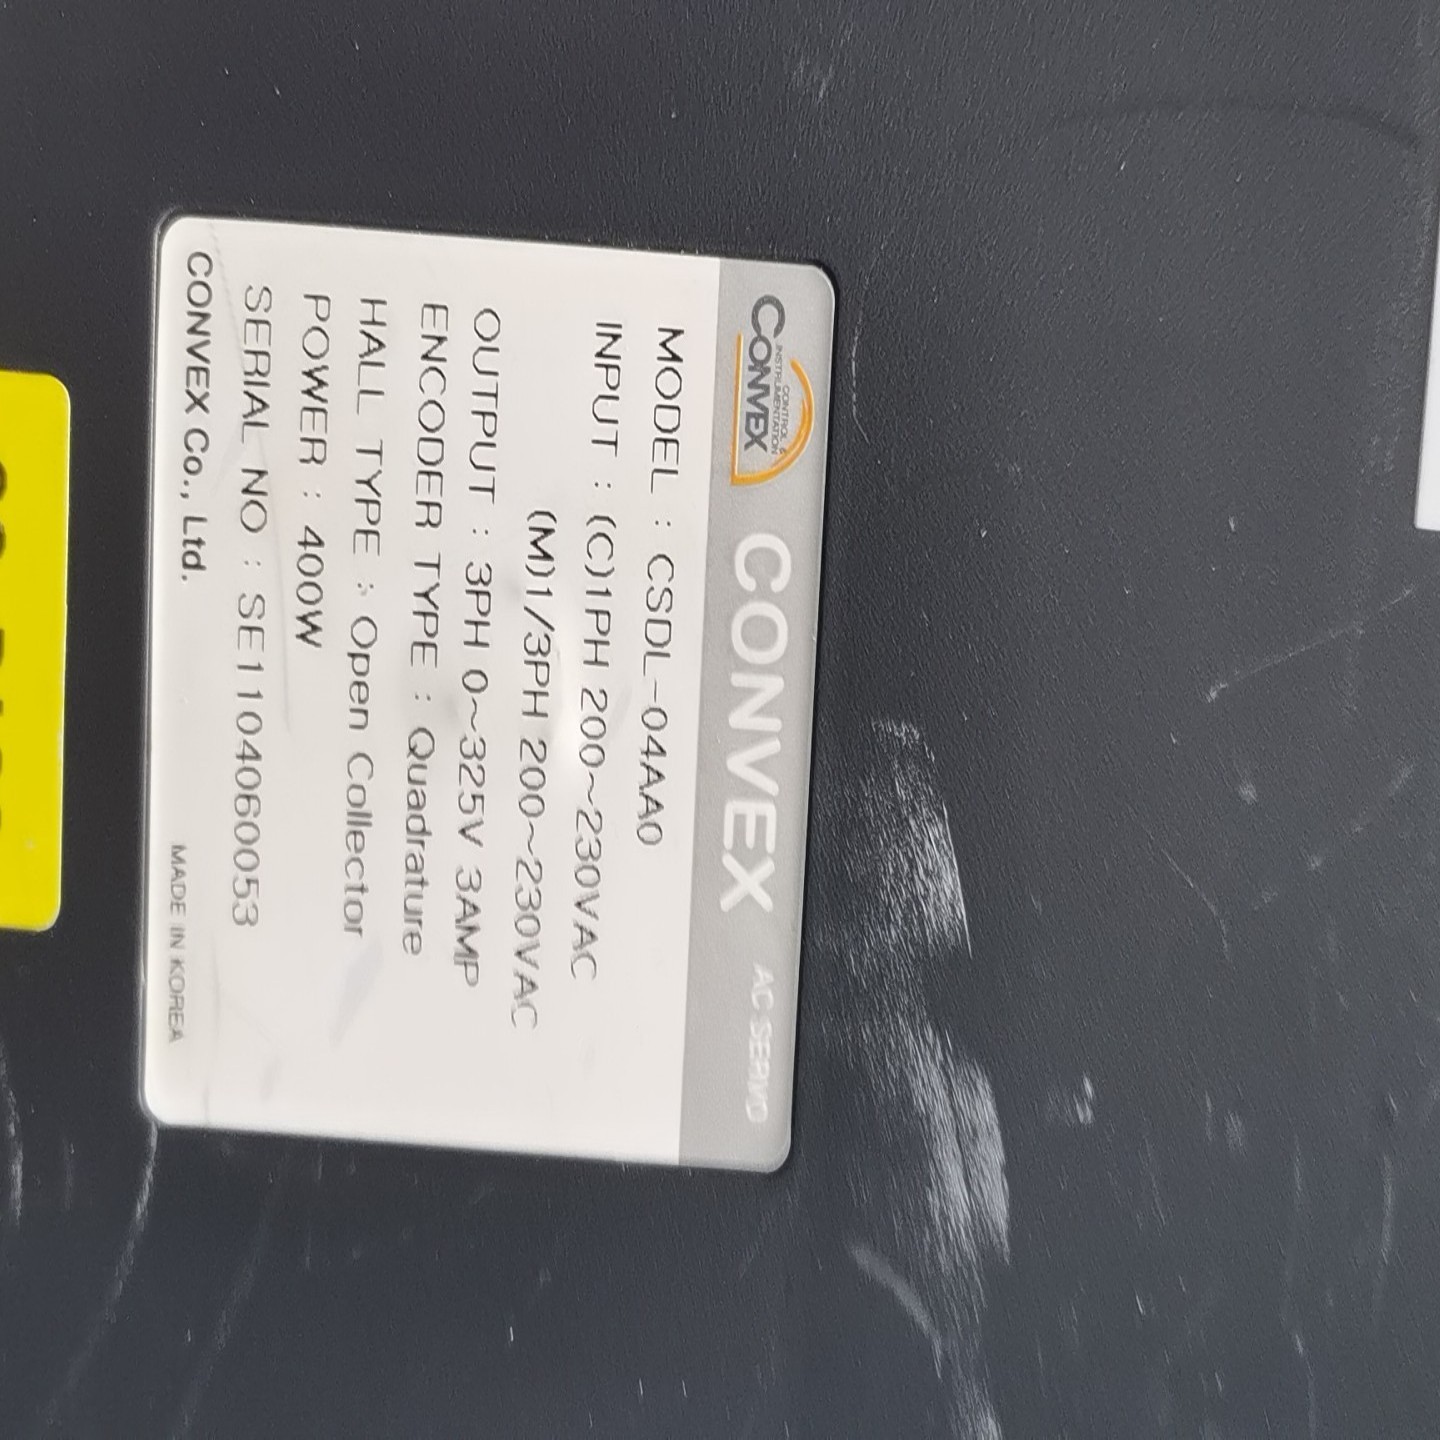 CONVEX
CONTROL &
INSTRUMENTATION
CONVEX AC SERVO
MODEL : CSDL-04AA0
INPUT : (C)1PH 200~230VAC
(M)1/3PH 200~230VAC
OUTPUT : 3PH 0~325V 3AMP
ENCODER TYPE : Quadrature
HALL TYPE : Open Collector
POWER : 400W
SERIAL NO : SE1104060053
CONVEX Co., Ltd.
MADE IN KOREA